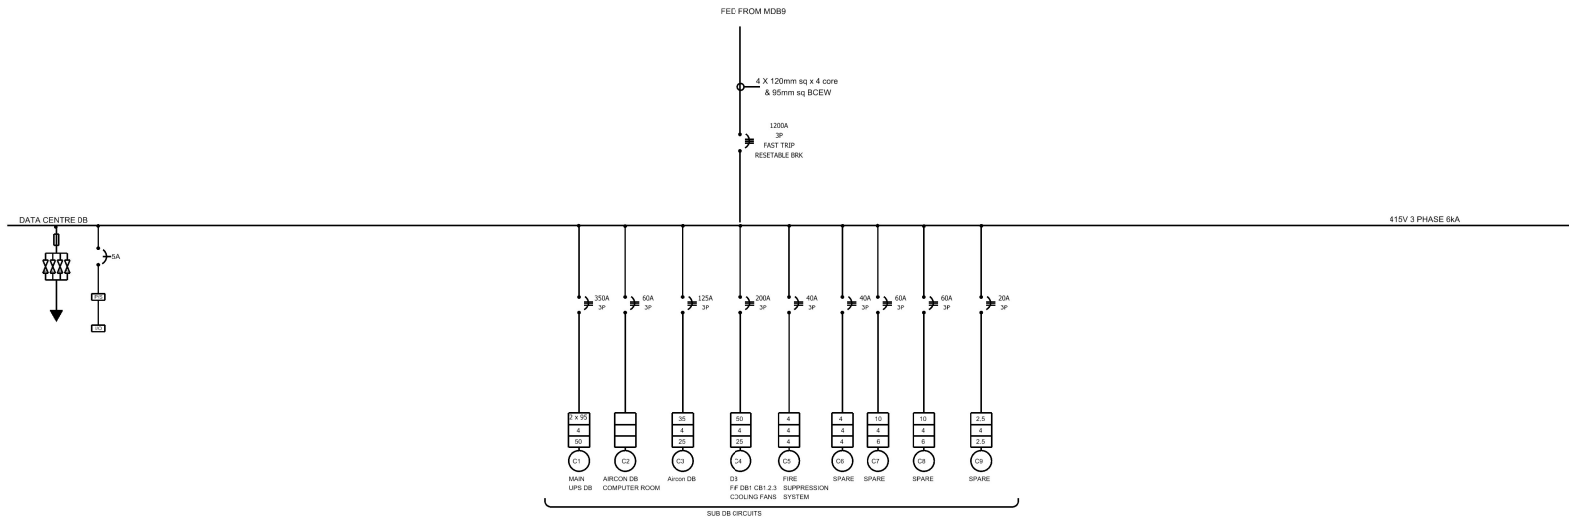 FED FROM MDB9
4 X 120mm sq x 4 core
& 95mm sq BCEW
1200A
3P
FAST TRIP
RESETABLE BRK
DATA CENTRE DB
415V 3 PHASE 6kA
5A
350A
3P
60A
3P
125A
3P
200A
3P
40A
3P
40A
3P
60A
3P
60A
3P
20A
3P
2 x 95
4
50
35
4
25
50
4
25
4
4
4
4
4
4
10
4
6
10
4
6
2.5
4
2.5
C1
C2
C3
C4
C5
C6
C7
C8
C9
MAIN
UPS DB
AIRCON DB
COMPUTER ROOM
Aircon DB
DB
F/F DB1 CB1.2.3
COOLING FANS
FIRE
SUPPRESSION
SYSTEM
SPARE
SPARE
SPARE
SPARE
SUB DB CIRCUITS